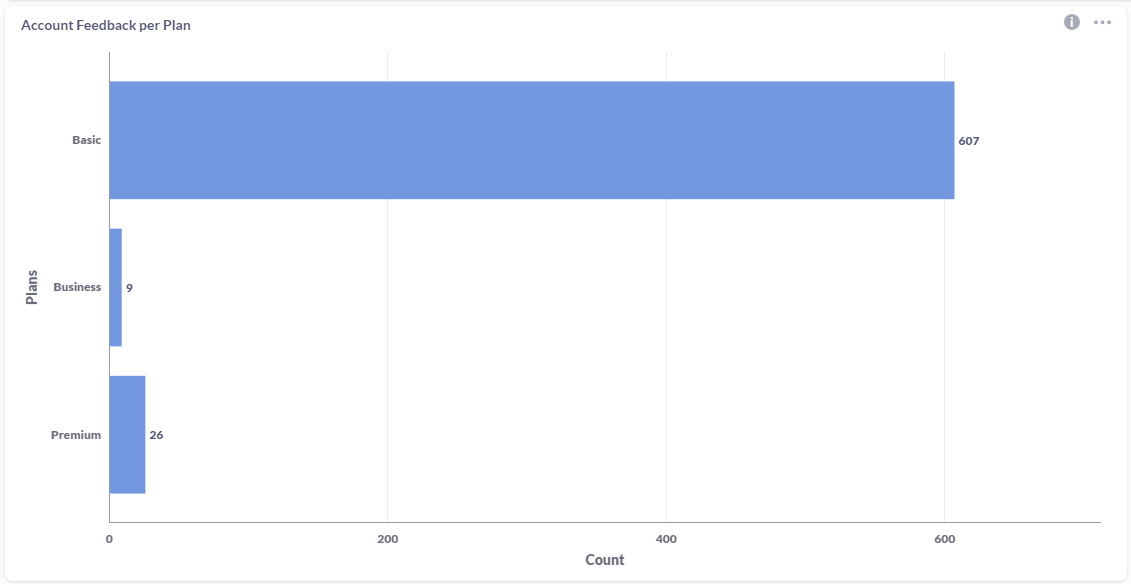 Account Feedback per Plan
Plans
Basic
607
Business
9
Premium
26
0
200
400
600
Count